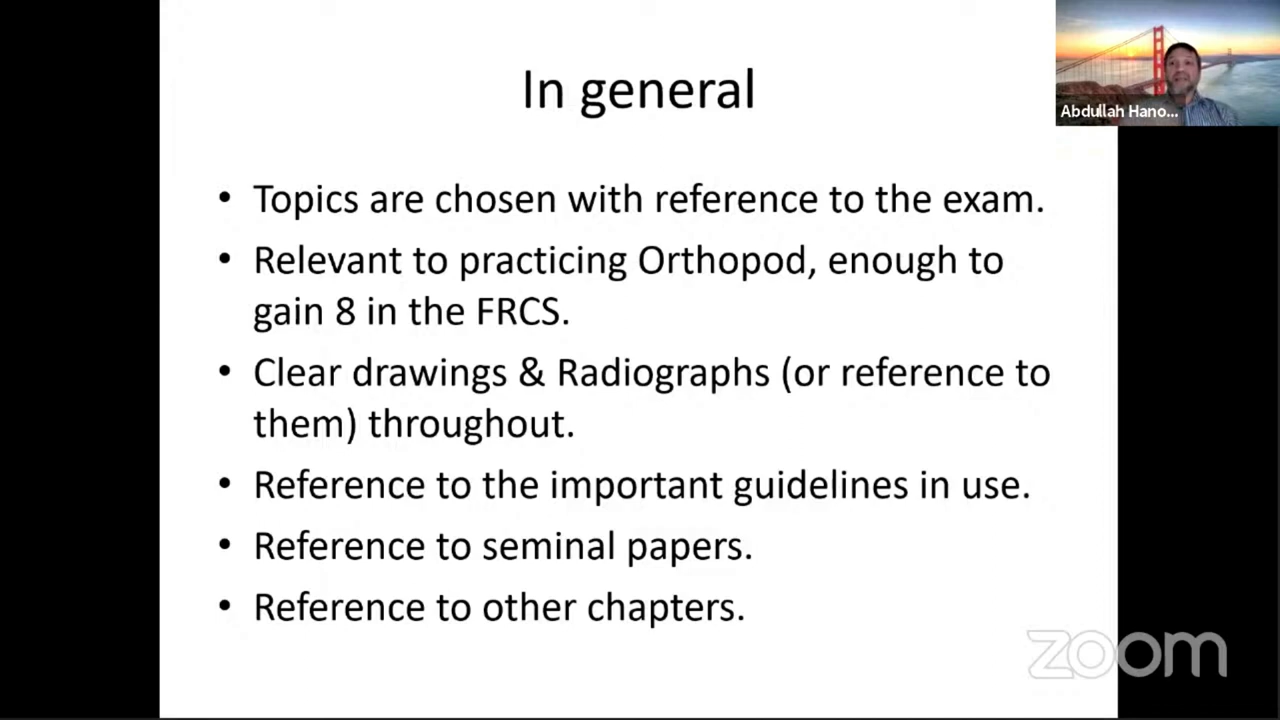 In general
Abdullah Hano...
• Topics are chosen with reference to the exam.
• Relevant to practicing Orthopod, enough to
gain 8 in the FRCS.
• Clear drawings & Radiographs (or reference to
them) throughout.
• Reference to the important guidelines in use.
• Reference to seminal papers.
• Reference to other chapters.
zoom